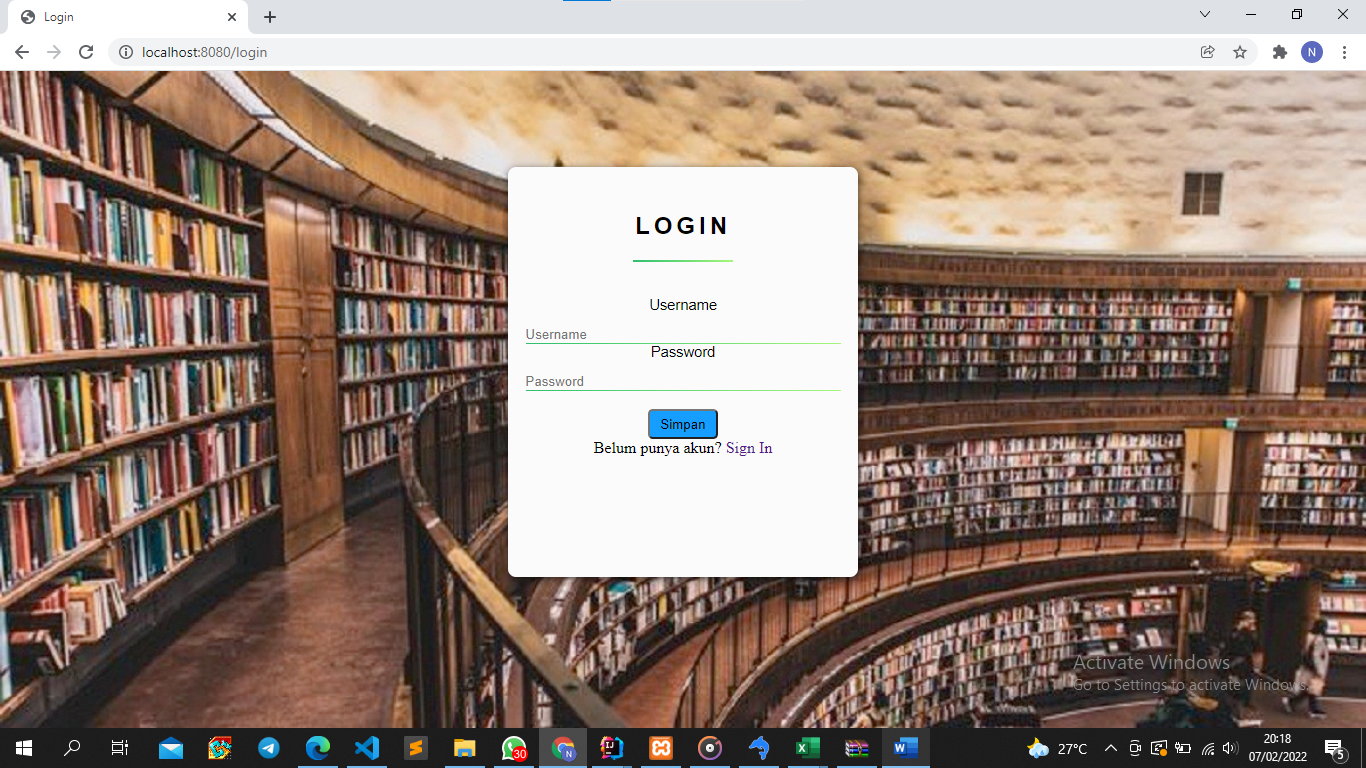 Login
localhost:8080/login
N
LOGIN
Username
Username
Password
Password
Simpan
Belum punya akun? Sign In
Activate Windows
Go to Settings to activate Windows.
30
N
27°C
20:18
07/02/2022
5